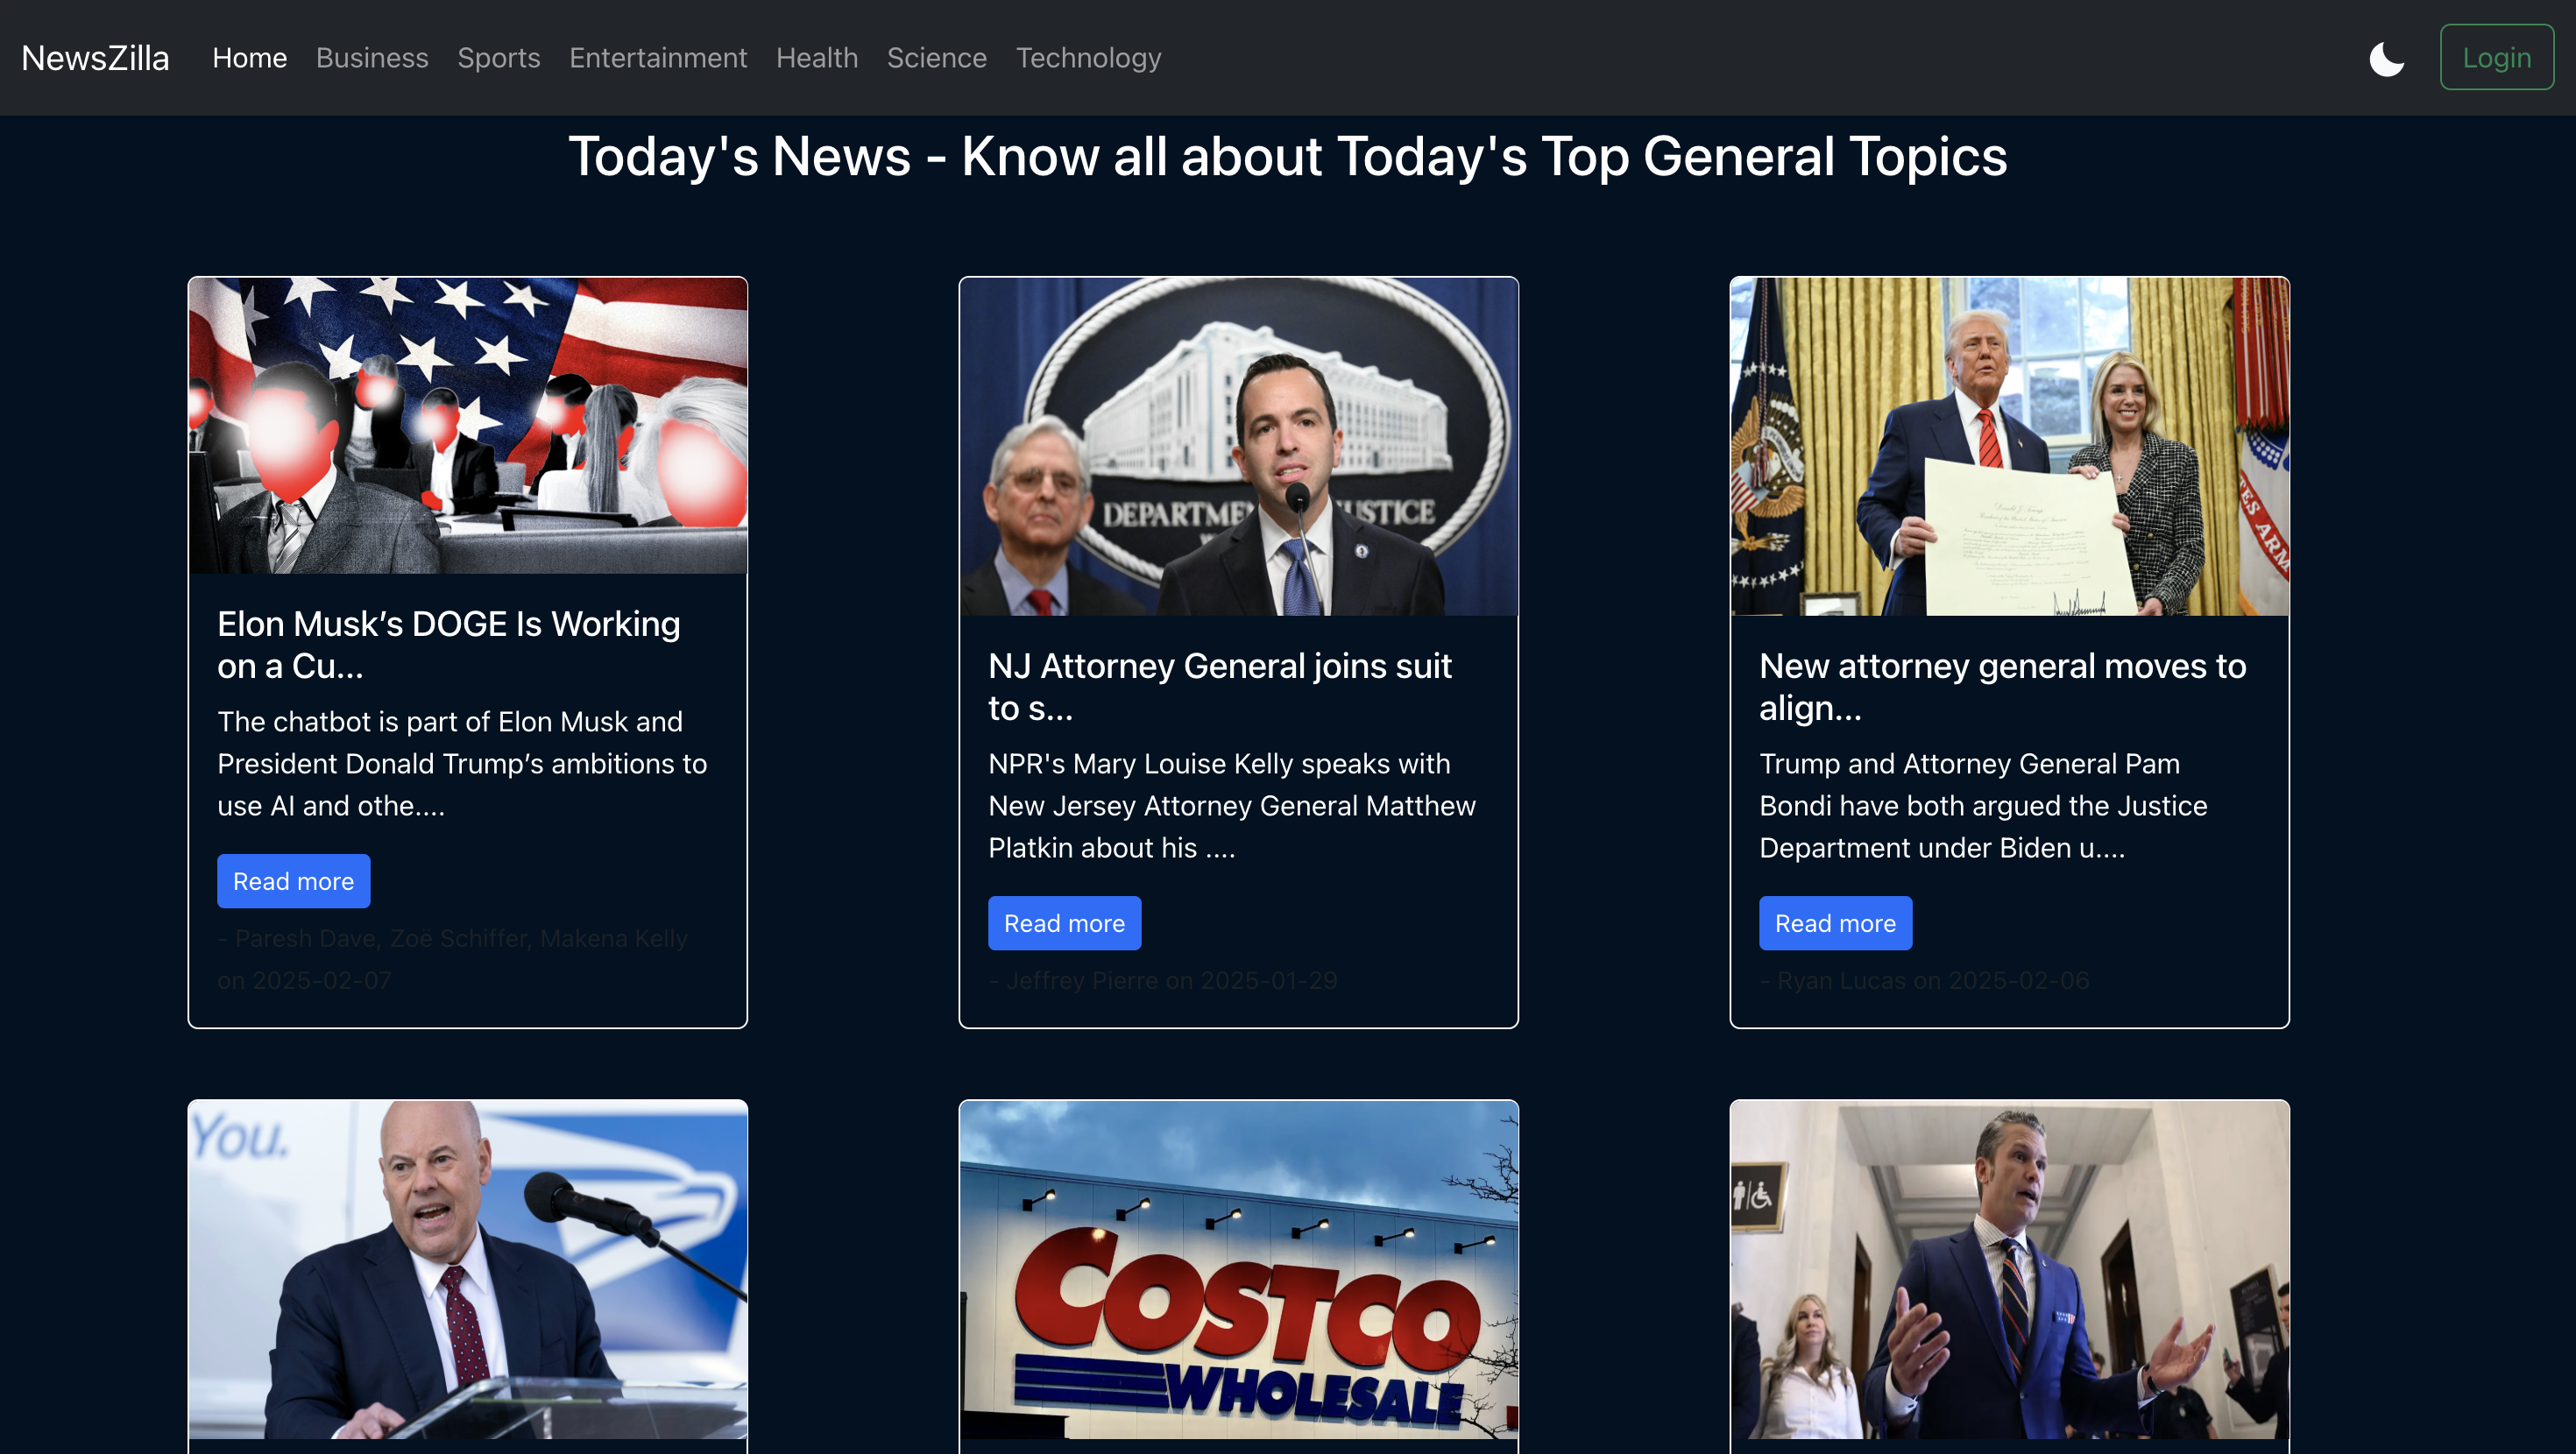 NewsZilla Home Business Sports Entertainment Health Science Technology Login
Today's News - Know all about Today's Top General Topics
Elon Musk’s DOGE Is Working
on a Cu...
The chatbot is part of Elon Musk and
President Donald Trump’s ambitions to
use AI and othe....
Read more
- Paresh Dave, Zoë Schiffer, Makena Kelly
on 2025-02-07
DEPARTME
USTICE
NJ Attorney General joins suit
to s...
NPR's Mary Louise Kelly speaks with
New Jersey Attorney General Matthew
Platkin about his ....
Read more
- Jeffrey Pierre on 2025-01-29
TES ARM
New attorney general moves to
align...
Trump and Attorney General Pam
Bondi have both argued the Justice
Department under Biden u....
Read more
- Ryan Lucas on 2025-02-06
You.
COSTCO
WHOLESALE